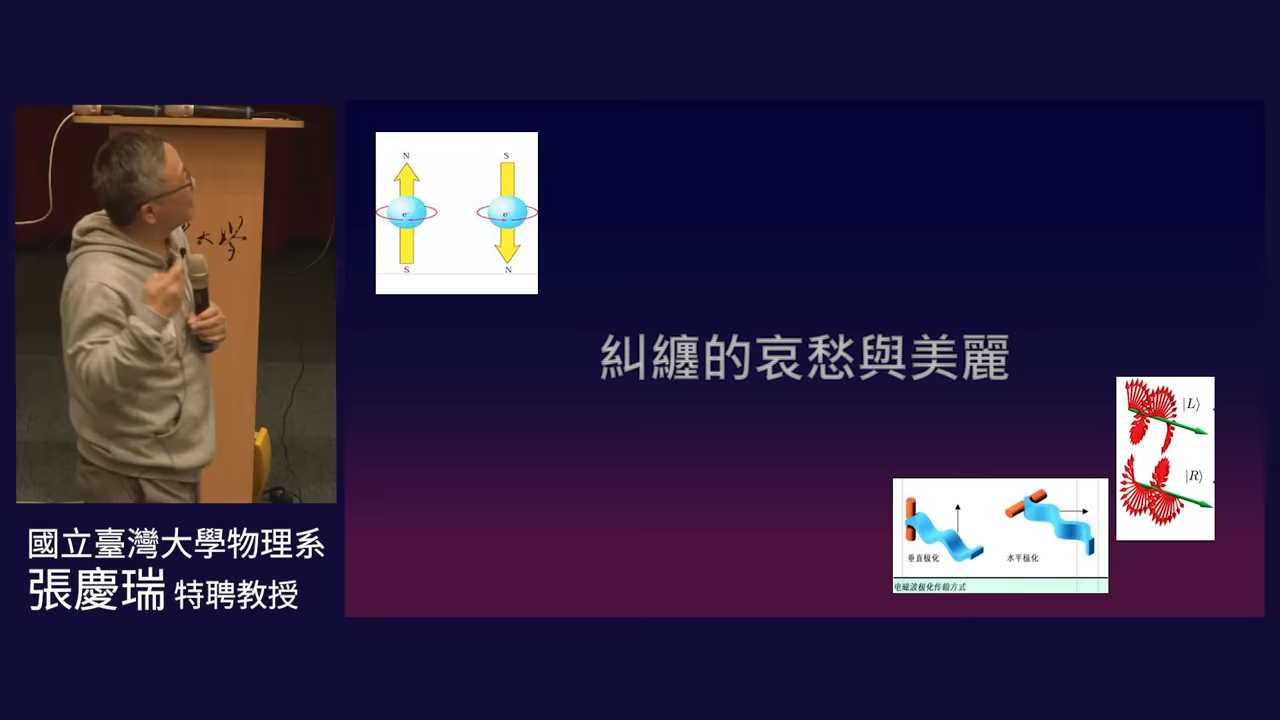 大學
國立臺灣大學物理系
張慶瑞 特聘教授
N
S
e⁻
e⁻
S
N
糾纏的哀愁與美麗
|L⟩
|R⟩
垂直极化
水平极化
电磁波极化传输方式